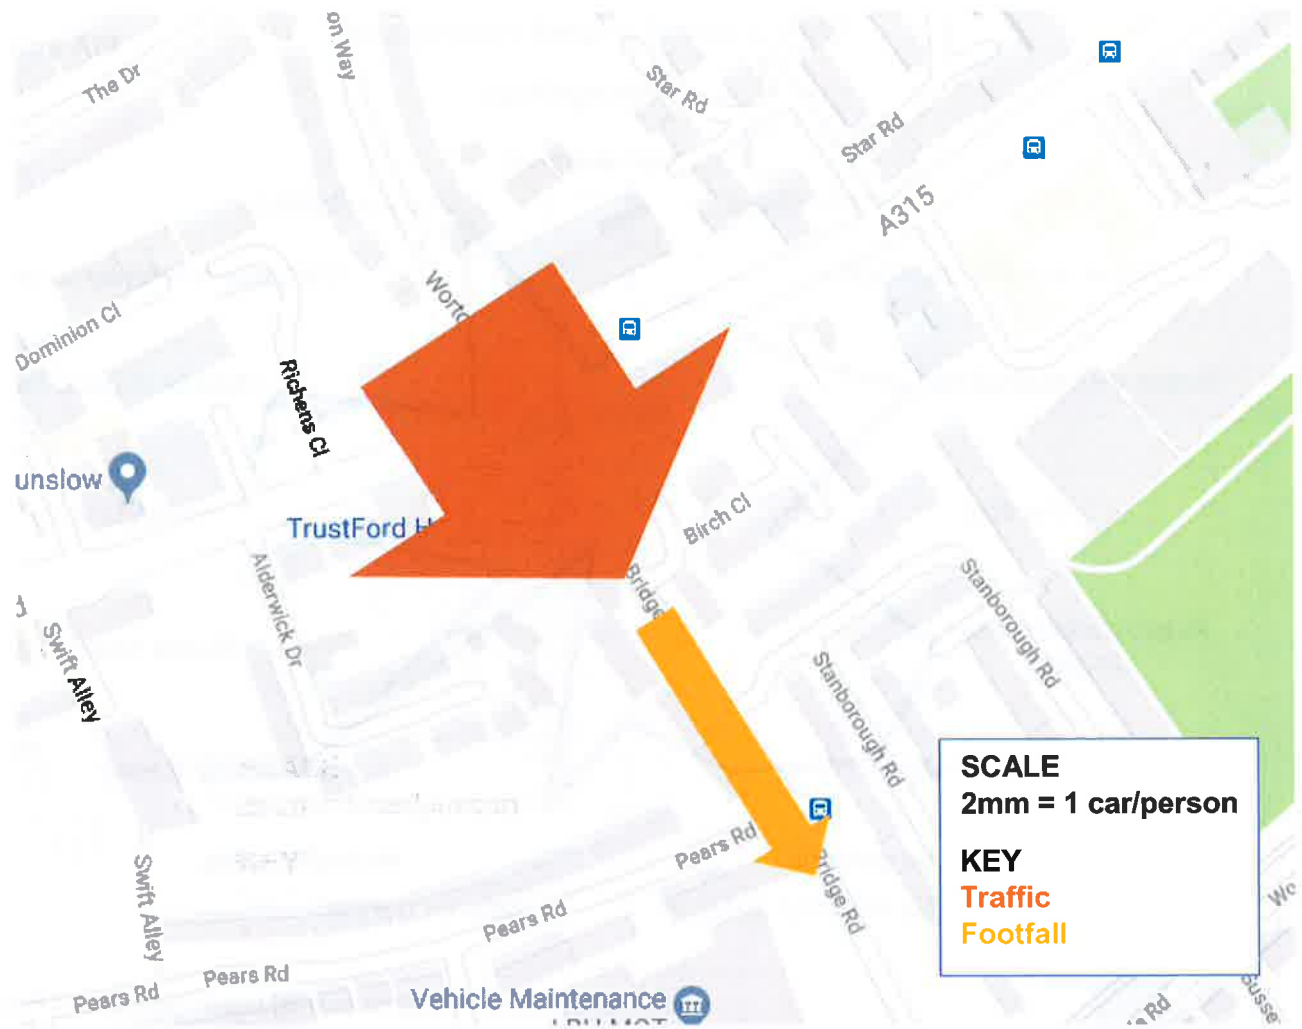 on Way
The Dr
Star Rd
Star Rd
A315
Worto
Dominion Cl
Richens Cl
unslow
TrustFord H
Birch Cl
Alderwick Dr
Bridge
Stanborough Rd
Swift Alley
Stanborough Rd
SCALE
2mm = 1 car/person
KEY
Traffic
Footfall
Pears Rd
Bridge Rd
Swift Alley
Pears Rd
Pears Rd
Pears Rd
Wo
Vehicle Maintenance
Rd